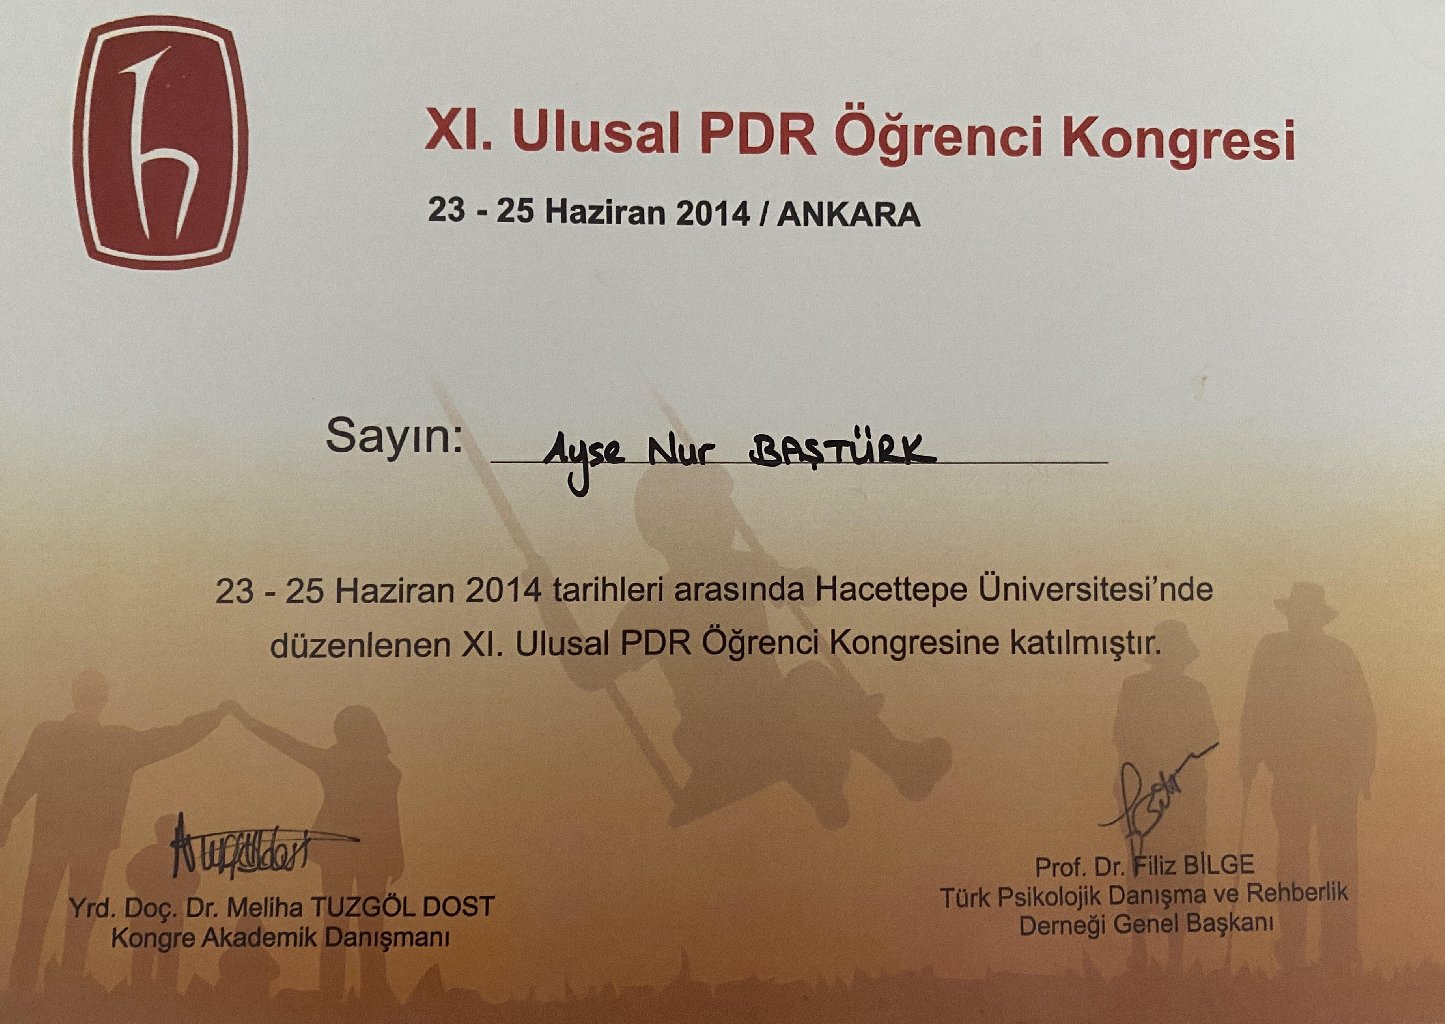 XI. Ulusal PDR Öğrenci Kongresi
23 - 25 Haziran 2014 / ANKARA
Sayın: Ayse Nur BAŞTÜRK
23 - 25 Haziran 2014 tarihleri arasında Hacettepe Üniversitesi'nde
düzenlenen XI. Ulusal PDR Öğrenci Kongresine katılmıştır.
Yrd. Doç. Dr. Meliha TUZGÖL DOST
Kongre Akademik Danışmanı
Prof. Dr. Filiz BİLGE
Türk Psikolojik Danışma ve Rehberlik
Derneği Genel Başkanı